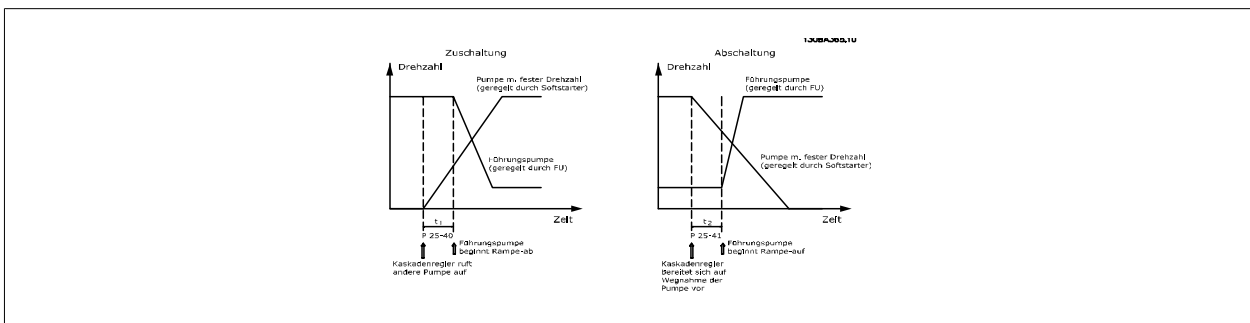 130BA365.10
Zuschaltung
Drehzahl
Pumpe m. fester Drehzahl
(geregelt durch Softstarter)
Führungspumpe
(geregelt durch FU)
Zeit
t1
P 25-40
Führungspumpe
beginnt Rampe-ab
Kaskadenregler ruft
andere Pumpe auf
Abschaltung
Drehzahl
Führungspumpe
(geregelt durch FU)
Pumpe m. fester Drehzahl
(geregelt durch Softstarter)
Zeit
t2
P 25-41
Führungspumpe
beginnt Rampe-auf
Kaskadenregler
bereitet sich auf
Wegnahme der
Pumpe vor